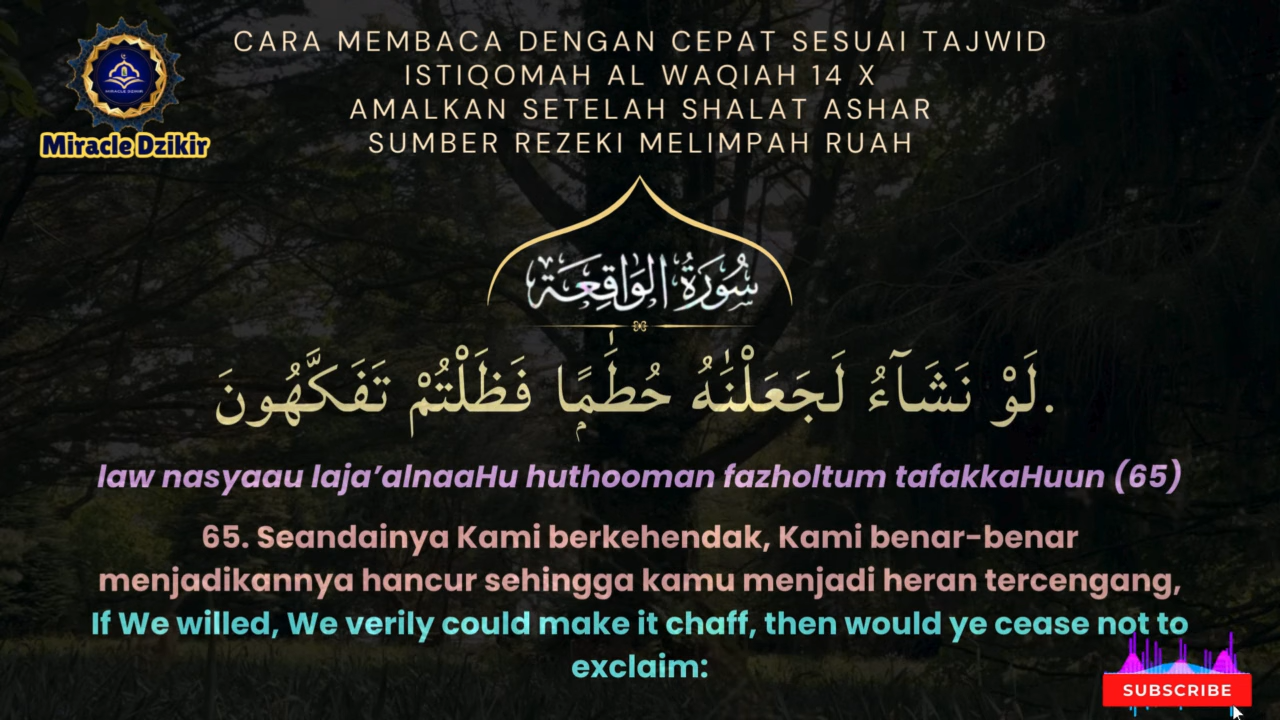 CARA MEMBACA DENGAN CEPAT SESUAI TAJWID
ISTIQOMAH AL WAQIAH 14 X
AMALKAN SETELAH SHALAT ASHAR
SUMBER REZEKI MELIMPAH RUAH
MIRACLE DZIKIR
Miracle Dzikir
سُورَةُ الوَاقِعَة
لَوْ نَشَآءُ لَجَعَلْنَٰهُ حُطَٰمًۭا فَظَلْتُمْ تَفَكَّهُونَ.
law nasyaau laja’alnaaHu huthooman fazholtum tafakkaHuun (65)
65. Seandainya Kami berkehendak, Kami benar-benar
menjadikannya hancur sehingga kamu menjadi heran tercengang,
If We willed, We verily could make it chaff, then would ye cease not to
exclaim:
SUBSCRIBE